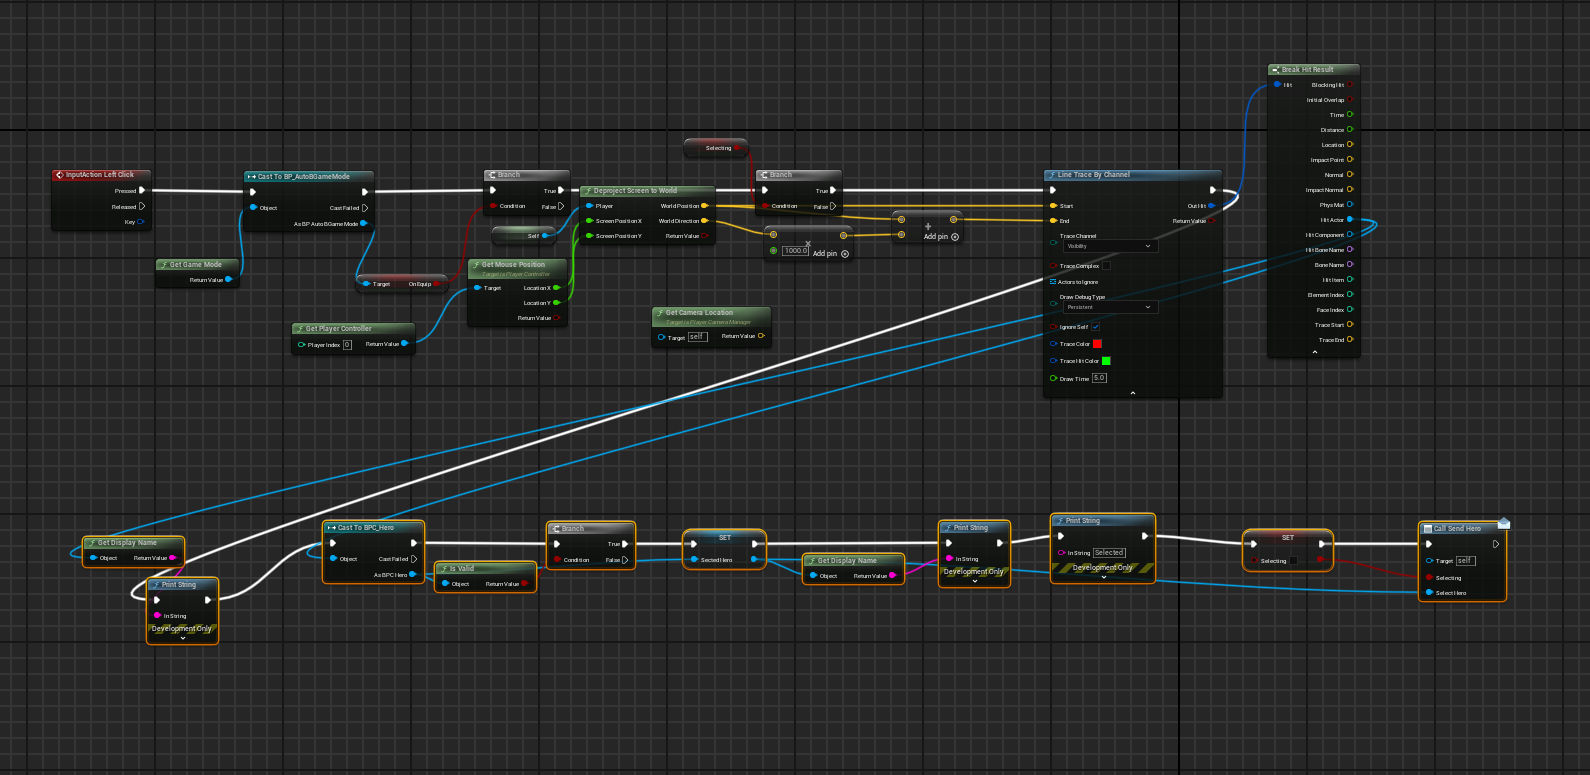 InputAction Left Click
Pressed
Released
Key
Cast To BP_AutoBGameMode
Object
Cast Failed
As BP AutoBGameMode
Get Game Mode
Return Value
Target
On Equip
Get Player Controller
Player Index
0
Return Value
Branch
Condition
True
False
Self
Get Mouse Position
Target is Player Controller
Target
Location X
Location Y
Return Value
Deproject Screen to World
Player
Screen Position X
Screen Position Y
World Position
World Direction
Return Value
Selecting
Branch
Condition
True
False
1000.0
Add pin
Add pin
Get Camera Location
Target is Player Camera Manager
Target
self
Return Value
Line Trace By Channel
Start
End
Out Hit
Return Value
Trace Channel
Visibility
Trace Complex
Actors to Ignore
Draw Debug Type
Persistent
Ignore Self
Trace Color
Trace Hit Color
Draw Time
5.0
Break Hit Result
Hit
Blocking Hit
Initial Overlap
Time
Distance
Location
Impact Point
Normal
Impact Normal
Phys Mat
Hit Actor
Hit Component
Hit Bone Name
Bone Name
Hit Item
Element Index
Face Index
Trace Start
Trace End
Get Display Name
Object
Return Value
Print String
In String
Development Only
Cast To BPC_Hero
Object
Cast Failed
As BPC Hero
Is Valid
Object
Return Value
Branch
Condition
True
False
SET
Sected Hero
Get Display Name
Object
Return Value
Print String
In String
Development Only
Print String
In String
Selected
Development Only
SET
Selecting
Call Send Hero
Target
self
Selecting
Select Hero